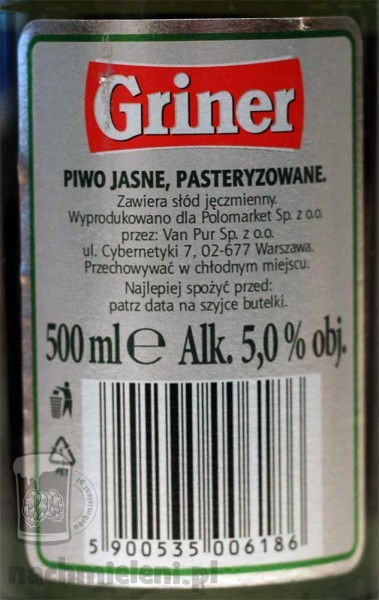 Griner
PIWO JASNE, PASTERYZOWANE.
Zawiera słód jęczmienny.
Wyprodukowano dla Polomarket Sp. z o.o.
przez: Van Pur Sp. z o.o.
ul. Cybernetyki 7, 02-677 Warszawa.
Przechowywać w chłodnym miejscu.
Najlepiej spożyć przed:
patrz data na szyjce butelki.
500 ml ℮ Alk. 5,0 % obj.
5 900535 006186
nachmieleni.pl
nachmieleni.pl